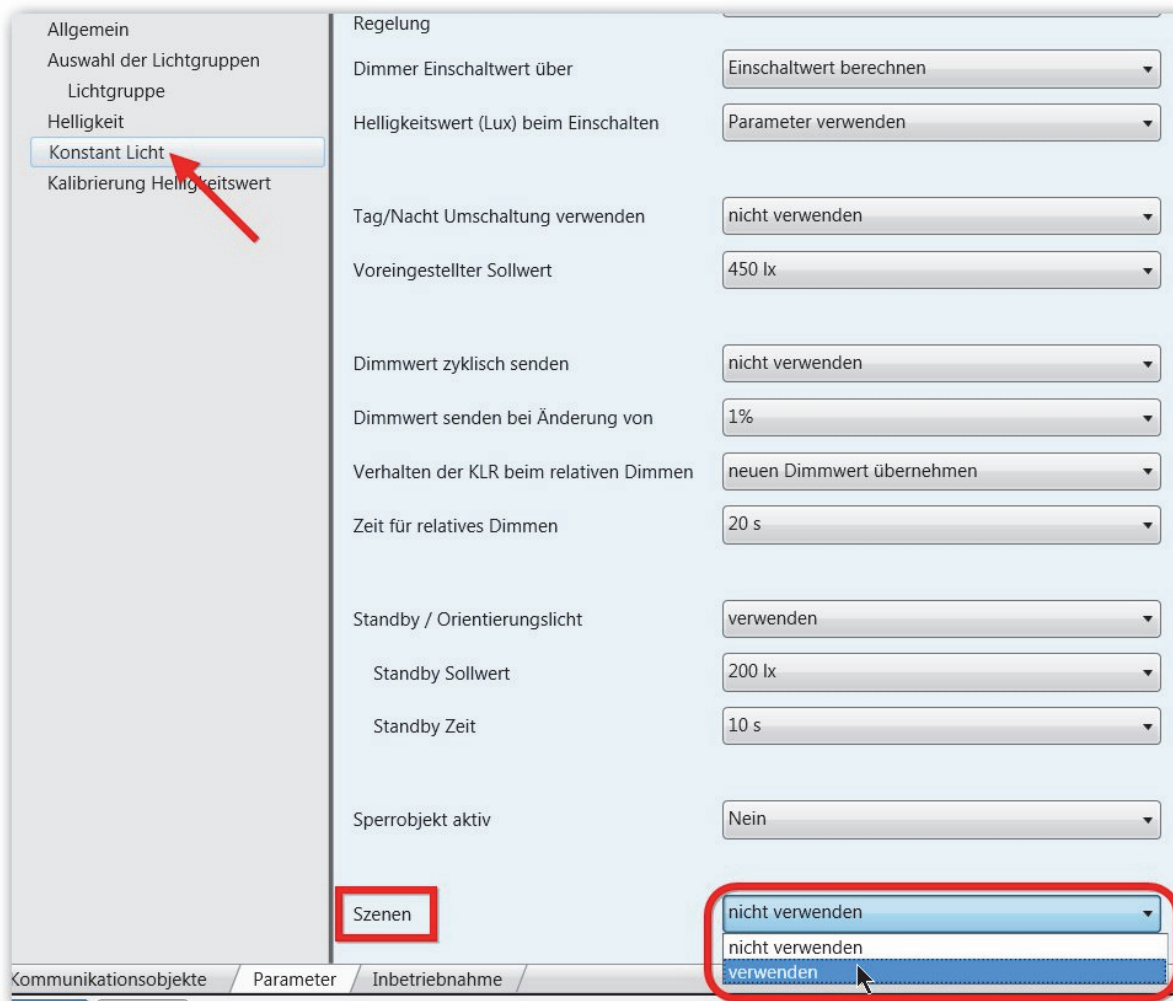 Allgemein
Auswahl der Lichtgruppen
Lichtgruppe
Helligkeit
Konstant Licht
Kalibrierung Helligkeitswert
Regelung
Dimmer Einschaltwert über Einschaltwert berechnen
Helligkeitswert (Lux) beim Einschalten Parameter verwenden
Tag/Nacht Umschaltung verwenden nicht verwenden
Voreingestellter Sollwert 450 lx
Dimmwert zyklisch senden nicht verwenden
Dimmwert senden bei Änderung von 1%
Verhalten der KLR beim relativen Dimmen neuen Dimmwert übernehmen
Zeit für relatives Dimmen 20 s
Standby / Orientierungslicht verwenden
Standby Sollwert 200 lx
Standby Zeit 10 s
Sperrobjekt aktiv Nein
Szenen nicht verwenden
nicht verwenden
verwenden
Kommunikationsobjekte Parameter Inbetriebnahme